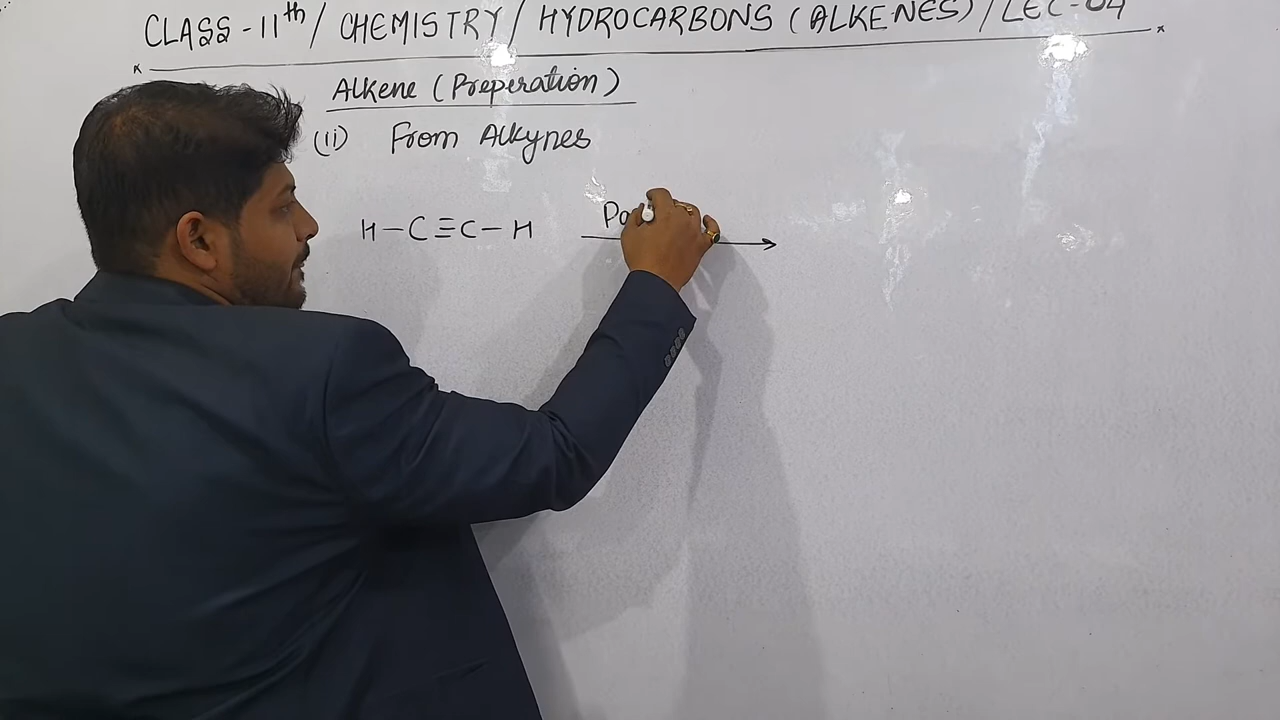 CLASS-11th/ CHEMISTRY/ HYDROCARBONS (ALKENES) /LEC-04
Alkene (Preperation)
(ii) From Alkynes
H-C≡C-H